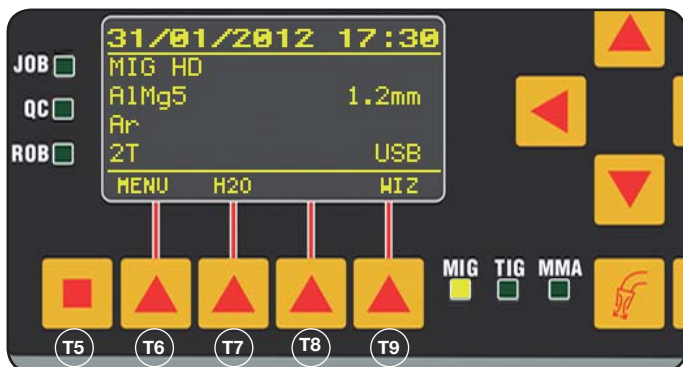 31/01/2012 17:30
JOB
MIG HD
AlMg5 1.2mm
QC
Ar
ROB
2T USB
MENU H2O WIZ
MIG TIG MMA
T5 T6 T7 T8 T9